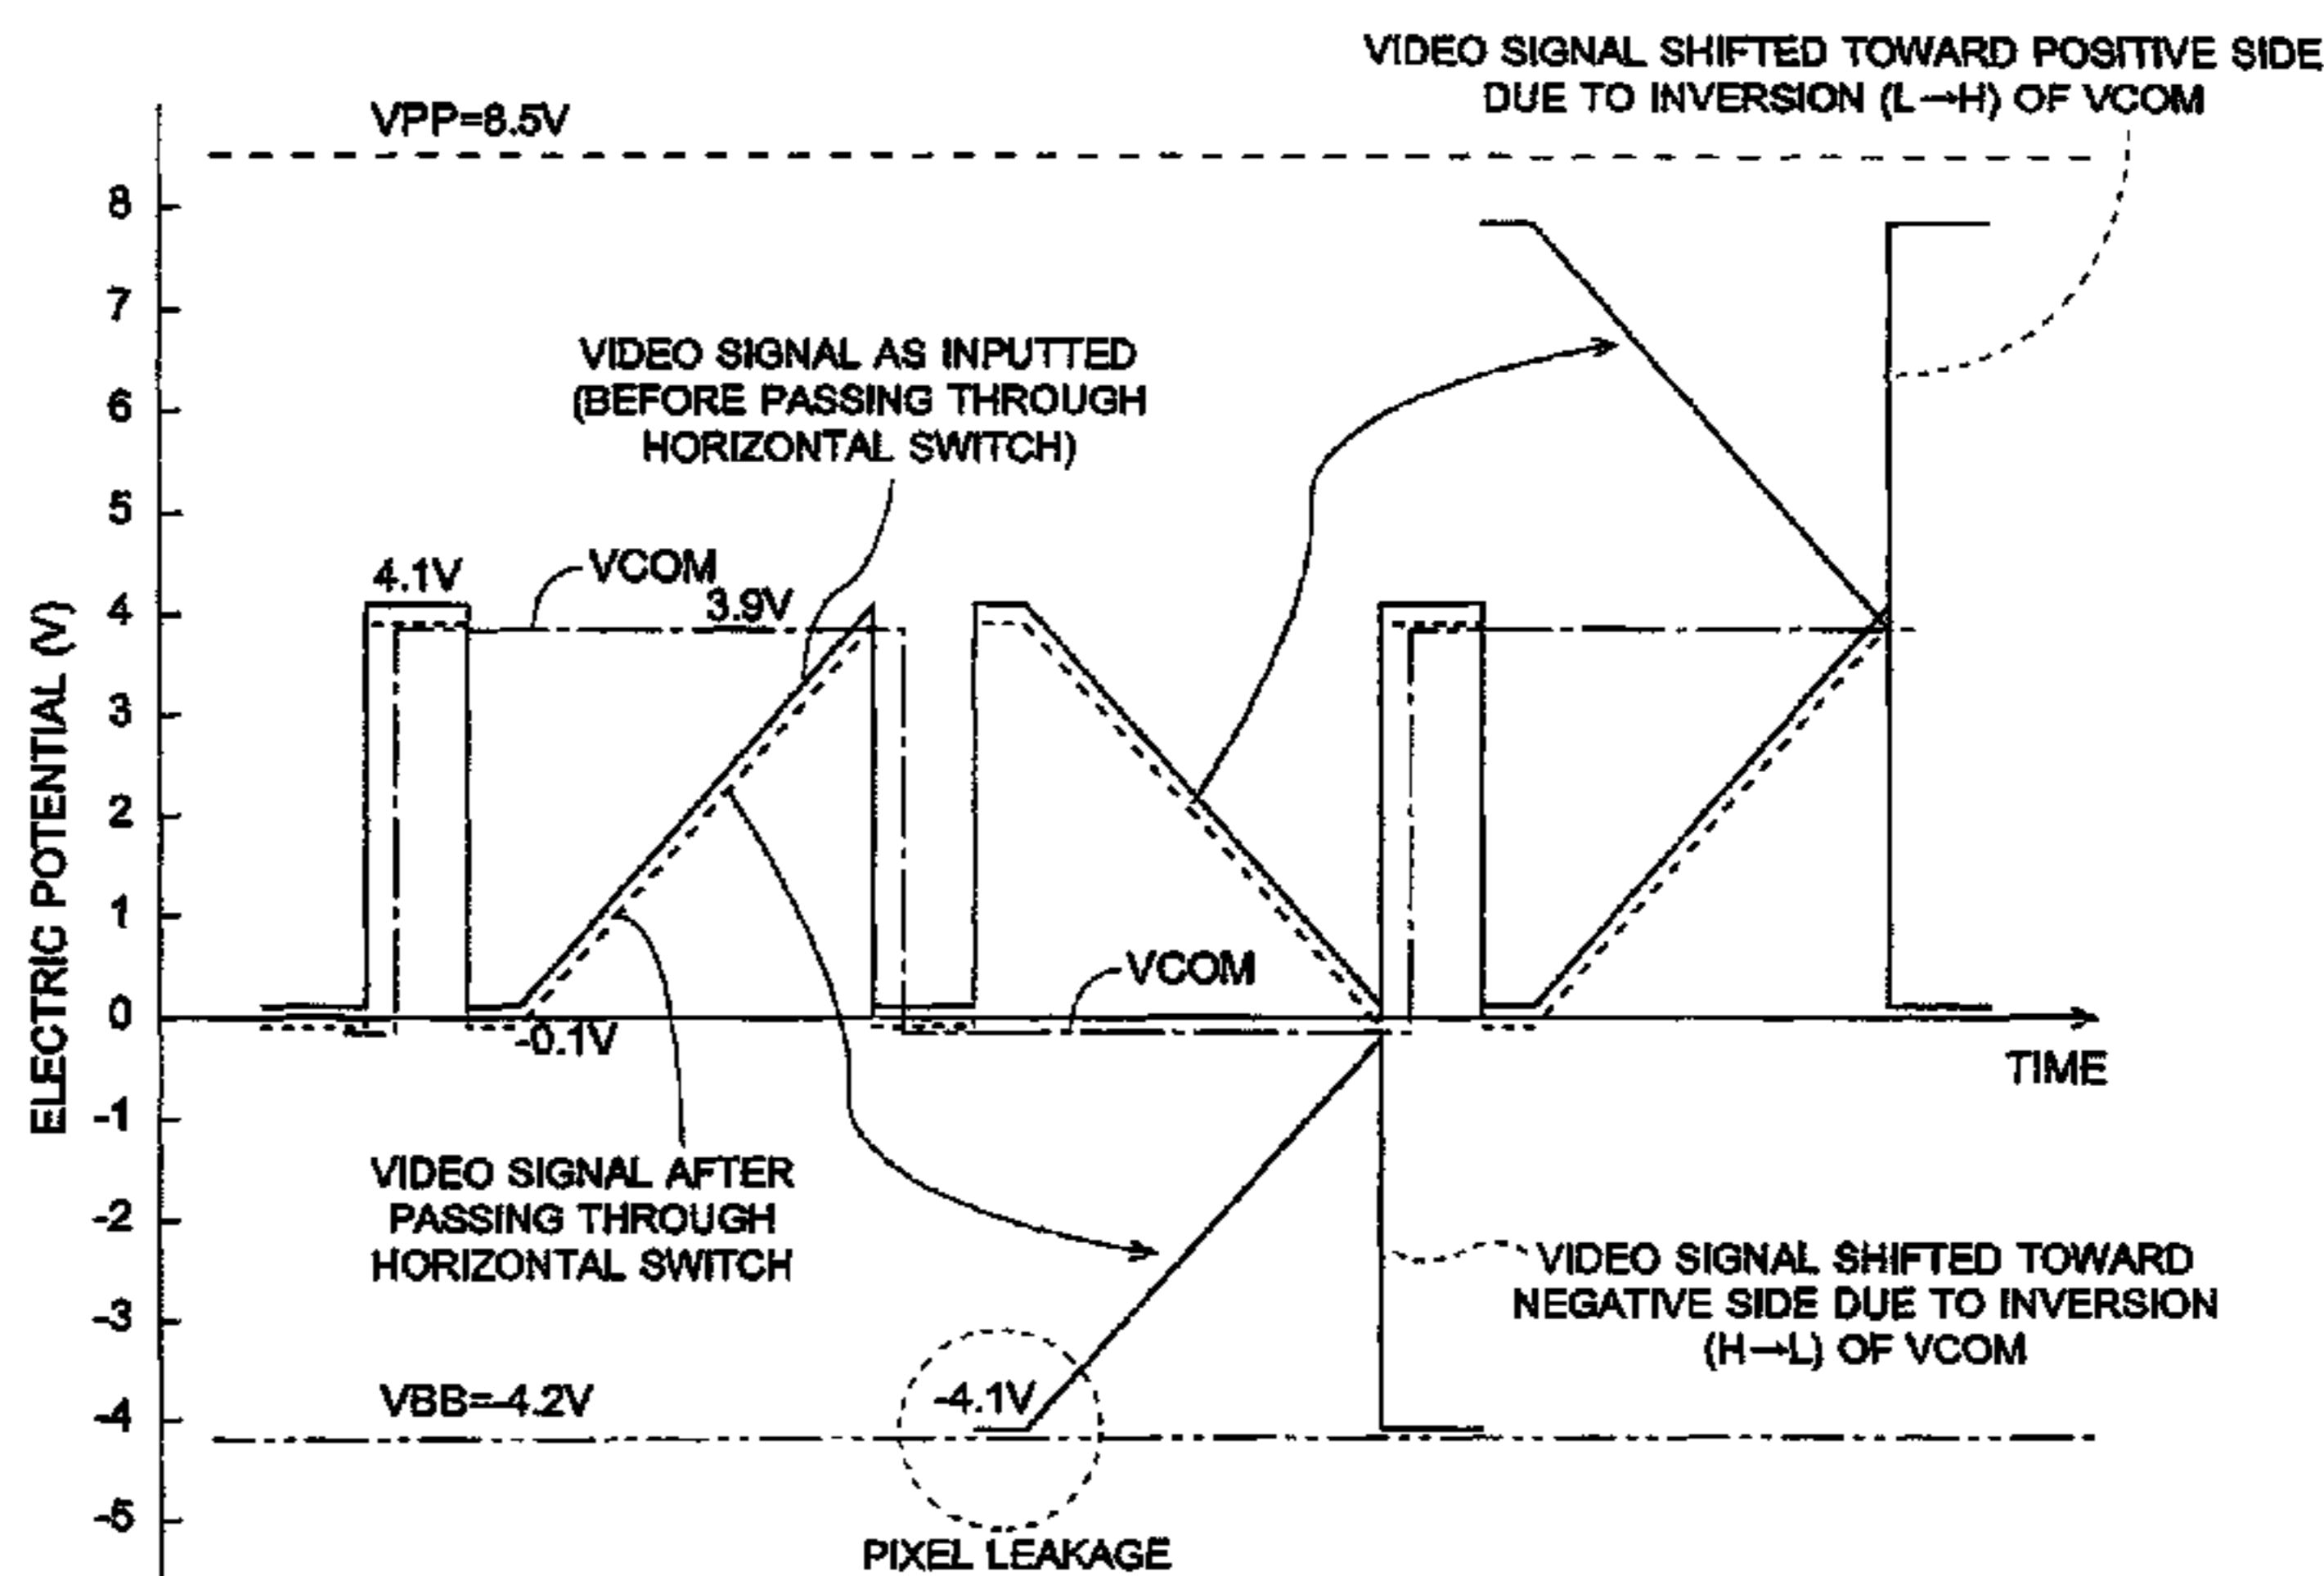 VIDEO SIGNAL SHIFTED TOWARD POSITIVE SIDE
DUE TO INVERSION (L→H) OF VCOM
VPP=8.5V
8
7
VIDEO SIGNAL AS INPUTTED
(BEFORE PASSING THROUGH
HORIZONTAL SWITCH)
6
5
4.1V
VCOM
3.9V
4
3
2
1
VCOM
0
-0.1V
TIME
ELECTRIC POTENTIAL (V)
-1
VIDEO SIGNAL AFTER
PASSING THROUGH
HORIZONTAL SWITCH
-2
VIDEO SIGNAL SHIFTED TOWARD
NEGATIVE SIDE DUE TO INVERSION
(H→L) OF VCOM
-3
VBB=-4.2V
-4.1V
-4
-5
PIXEL LEAKAGE